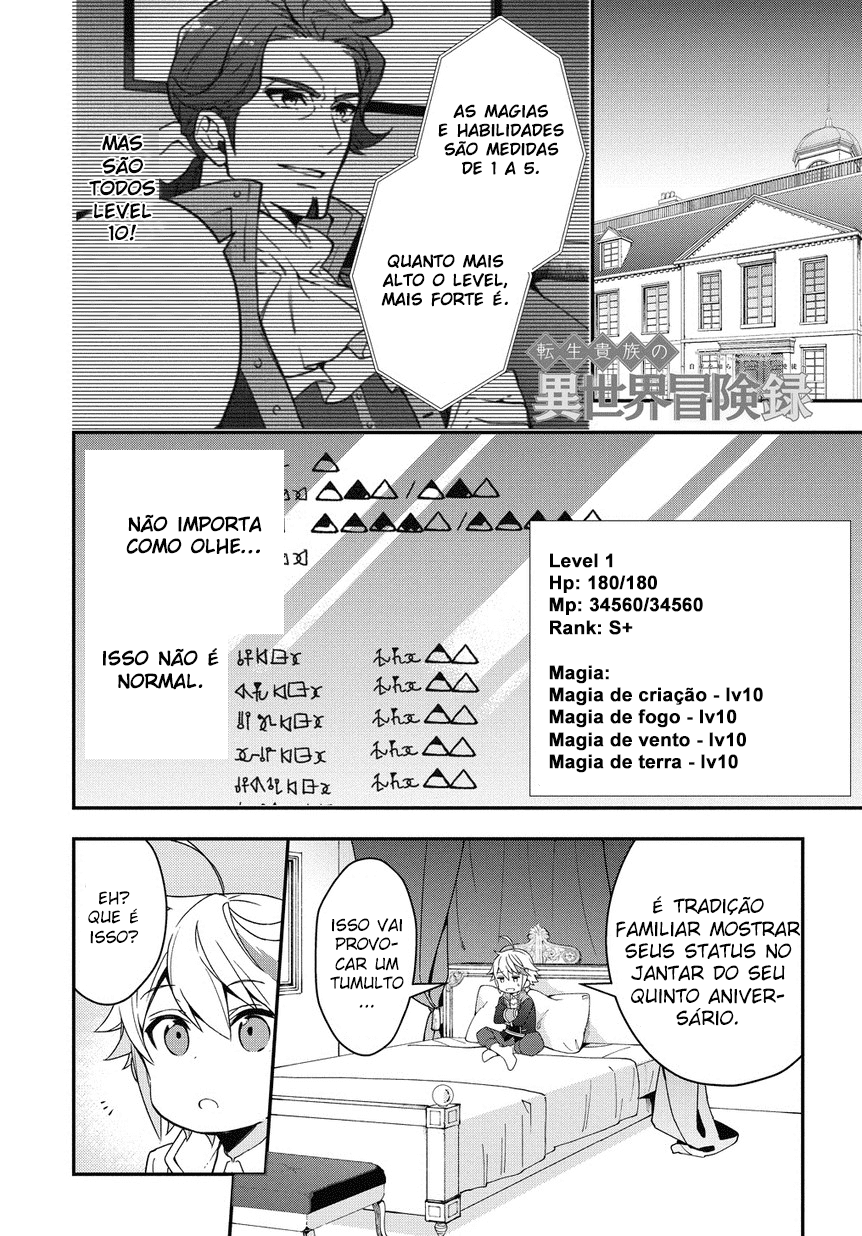 AS MAGIAS
E HABILIDADES
SÃO MEDIDAS
DE 1 A 5.
QUANTO MAIS
ALTO O LEVEL,
MAIS FORTE É.
MAS
SÃO
TODOS
LEVEL
10!
転生貴族の
異世界冒険録
NÃO IMPORTA
COMO OLHE...
ISSO NÃO É
NORMAL.
Level 1
Hp: 180/180
Mp: 34560/34560
Rank: S+
Magia:
Magia de criação - lv10
Magia de fogo - lv10
Magia de vento - lv10
Magia de terra - lv10
É TRADIÇÃO
FAMILIAR MOSTRAR
SEUS STATUS NO
JANTAR DO SEU
QUINTO ANIVER-
SÁRIO.
ISSO VAI
PROVO-
CAR UM
TUMULTO
...
EH?
QUE É
ISSO?